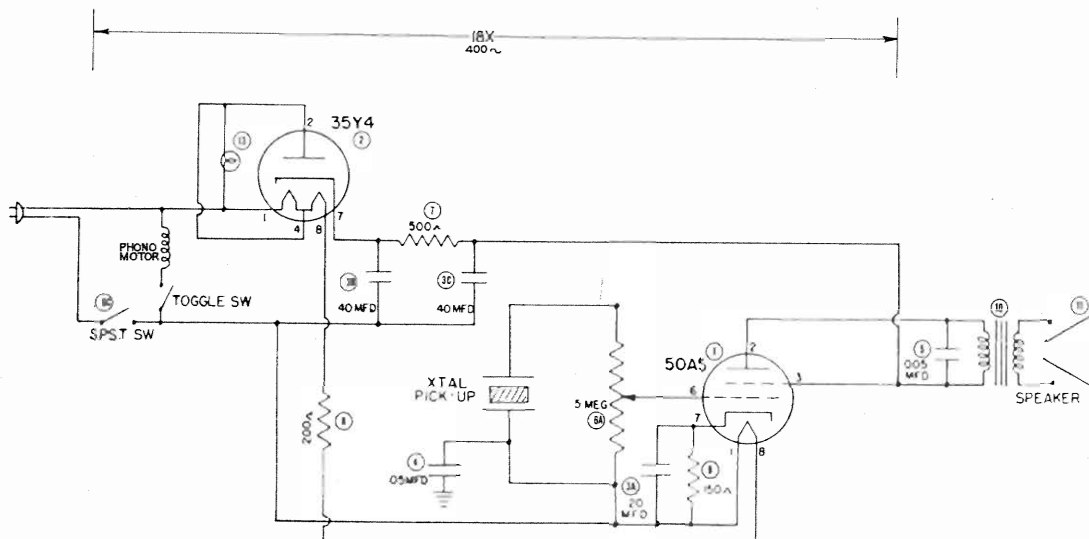 18X
400~
35Y4
2
2
13
1
4
8
7
7
500Ω
PHONO
MOTOR
TOGGLE SW
S.P.S.T SW
3B
40 MFD
3C
40 MFD
XTAL
PICK-UP
200Ω
8
4
.05MFD
5 MEG
6A
50A5
1
2
3
6
7
1
8
3A
20
MFD
9
150Ω
5
.005
MFD
10
11
SPEAKER